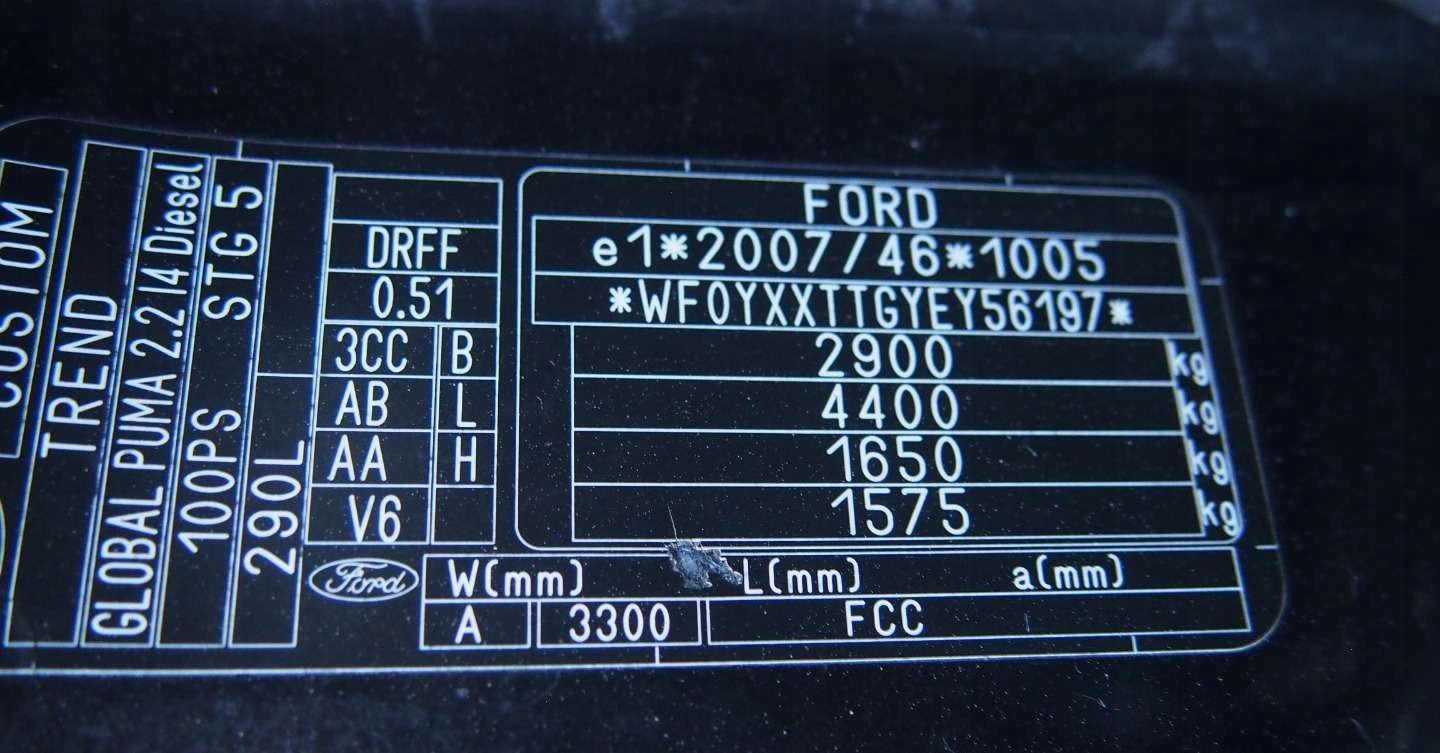 CUSTOM
TREND
GLOBAL PUMA 2.2 I4 Diesel
100PS STG 5
290L
DRFF
0.51
3CC B
AB L
AA H
V6
FORD
e1*2007/46*1005
*WF0YXXTTGYEY56197*
2900 kg
4400 kg
1650 kg
1575 kg
Ford
W(mm) L(mm) a(mm)
A 3300 FCC